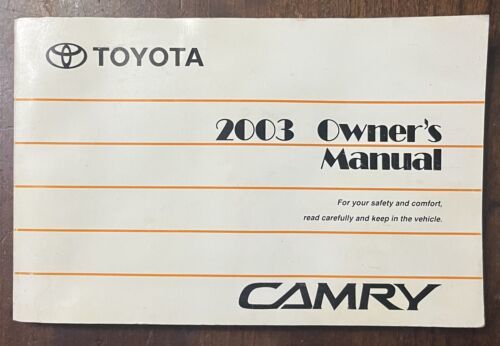 TOYOTA
2003 Owner's
Manual
For your safety and comfort,
read carefully and keep in the vehicle.
CAMRY